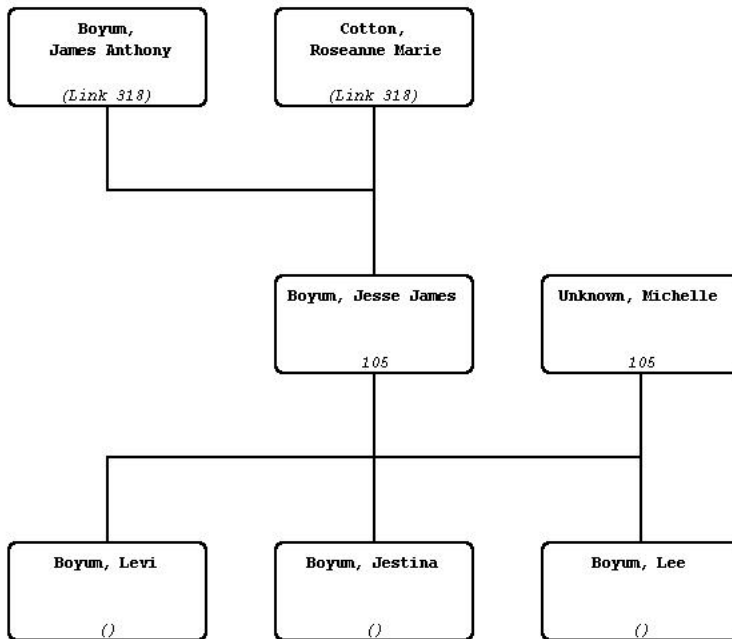 Boyum,
James Anthony
(Link 318)
Cotton,
Roseanne Marie
(Link 318)
Boyum, Jesse James
105
Unknown, Michelle
105
Boyum, Levi
()
Boyum, Jestina
()
Boyum, Lee
()